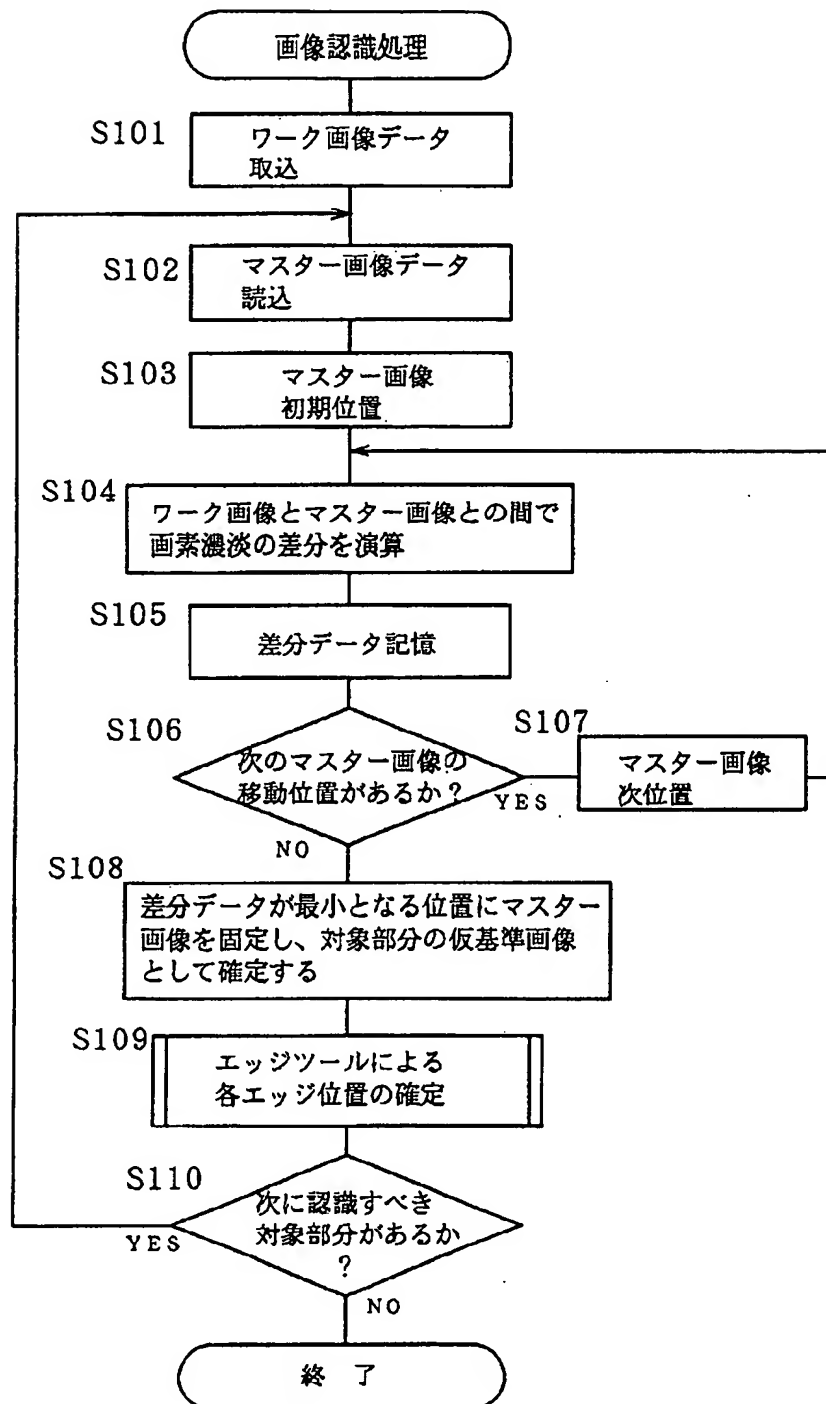 画像認識処理
S101
ワーク画像データ
取込
S102
マスター画像データ
読込
S103
マスター画像
初期位置
S104
ワーク画像とマスター画像との間で
画素濃淡の差分を演算
S105
差分データ記憶
S106
次のマスター画像の
移動位置があるか?
YES
NO
S107
マスター画像
次位置
S108
差分データが最小となる位置にマスター
画像を固定し、対象部分の仮基準画像
として確定する
S109
エッジツールによる
各エッジ位置の確定
S110
次に認識すべき
対象部分があるか
?
YES
NO
終 了